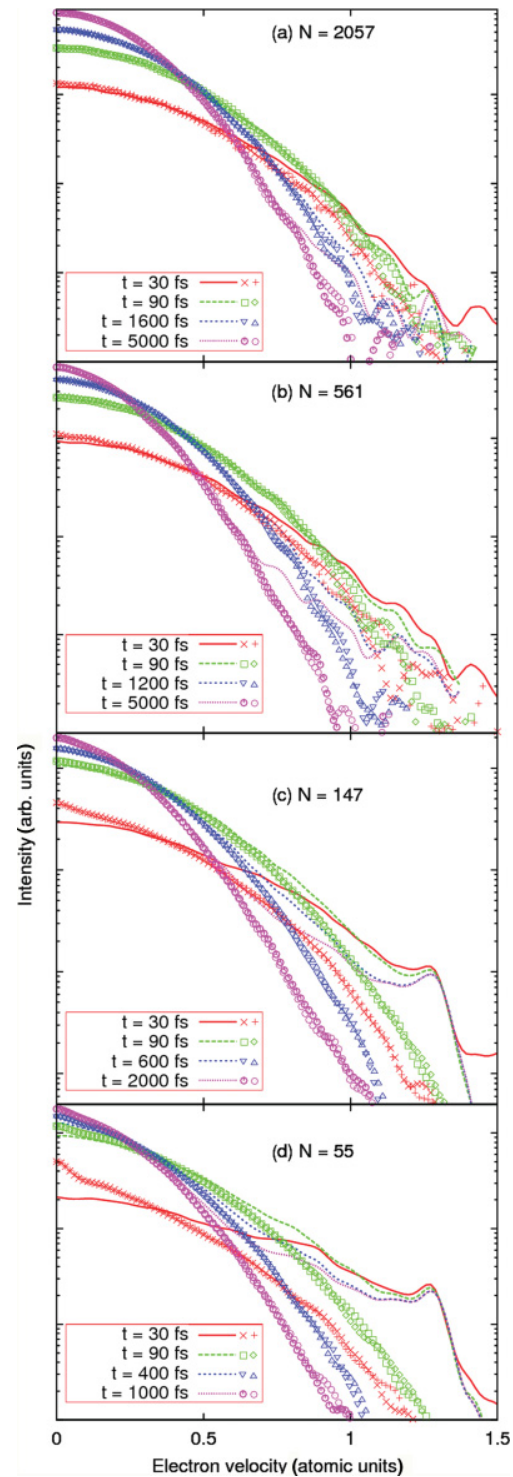 (a) N = 2057
t = 30 fs
t = 90 fs
t = 1600 fs
t = 5000 fs
(b) N = 561
t = 30 fs
t = 90 fs
t = 1200 fs
t = 5000 fs
Intensity (arb. units)
(c) N = 147
t = 30 fs
t = 90 fs
t = 600 fs
t = 2000 fs
(d) N = 55
t = 30 fs
t = 90 fs
t = 400 fs
t = 1000 fs
0 0.5 1 1.5
Electron velocity (atomic units)